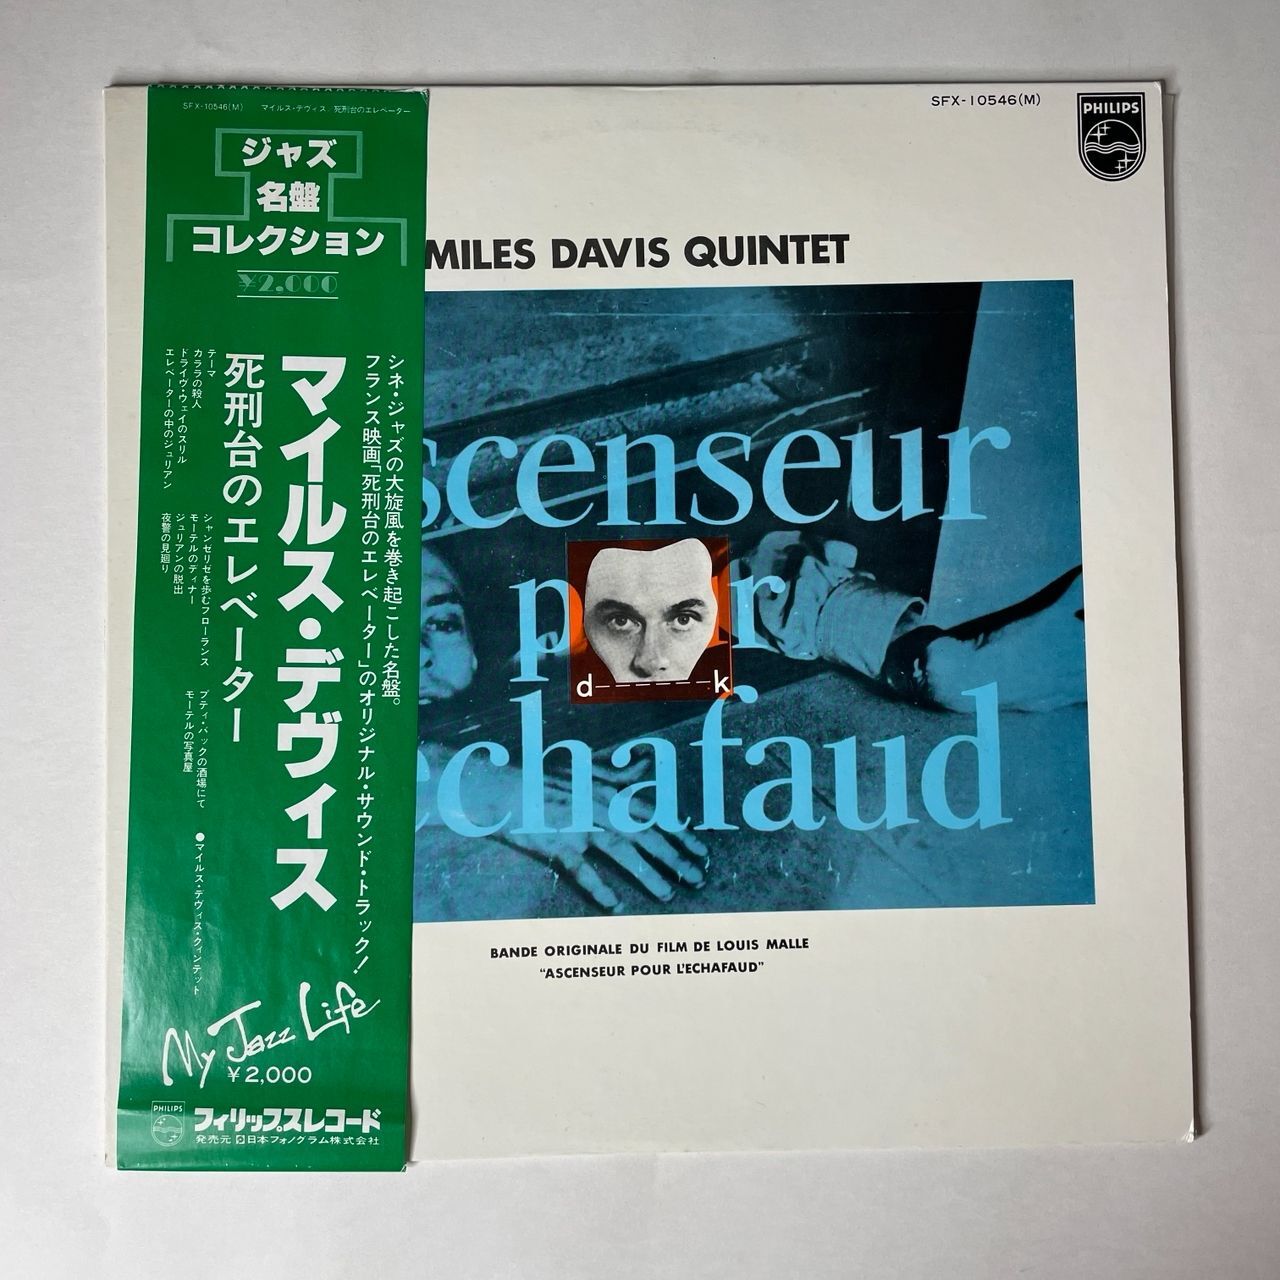 SFX-10546(M) マイルス・デヴィス 死刑台のエレベーター
ジャズ
名盤
コレクション
¥2.000
シネ・ジャズの大旋風を巻き起こした名盤。
フランス映画「死刑台のエレベーター」のオリジナル・サウンド・トラック!
マイルス・デヴィス
死刑台のエレベーター
テーマ
カララの殺人
ドライヴ・ウェイのスリル
エレベーターの中のジュリアン
シャンゼリゼを歩むフローランス
モーテルのディナー
ジュリアンの脱出
夜警の見廻り
プティ・バックの酒場にて
モーテルの写真屋
●マイルス・デヴィス・クィンテット
My Jazz Life
¥2,000
PHILIPS
フィリップスレコード
発売元 日本フォノグラム株式会社
SFX-10546(M)
PHILIPS
MILES DAVIS QUINTET
scenseur
p r
echafaud
d k
BANDE ORIGINALE DU FILM DE LOUIS MALLE
"ASCENSEUR POUR L'ECHAFAUD"